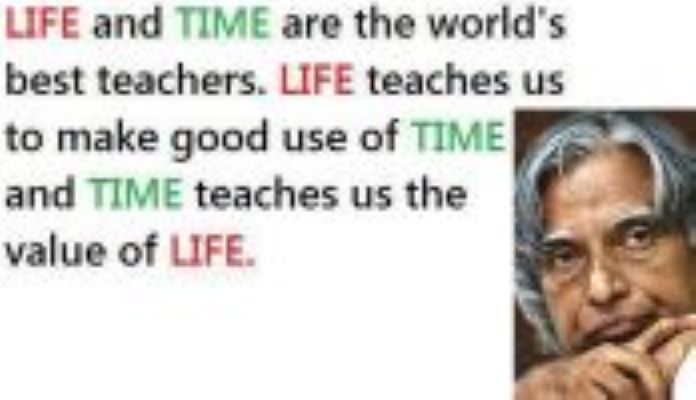 LIFE and TIME are the world's
best teachers. LIFE teaches us
to make good use of TIME
and TIME teaches us the
value of LIFE.